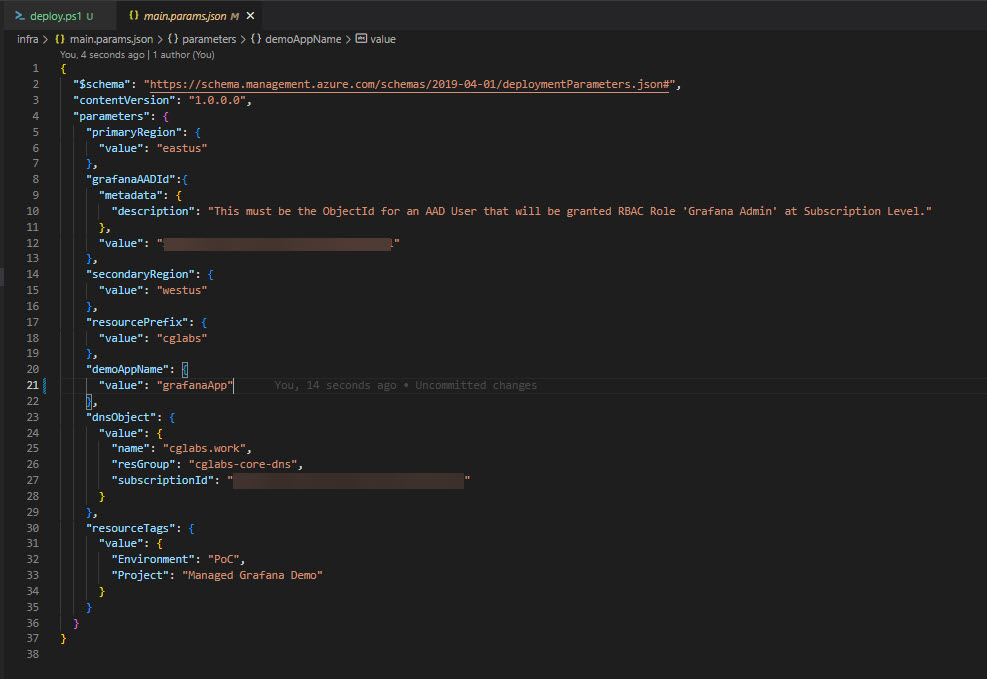 deploy.ps1 U
{} main.params.json M ×
infra > {} main.params.json > {} parameters > {} demoAppName > value
You, 4 seconds ago | 1 author (You)
1 {
2 "$schema": "https://schema.management.azure.com/schemas/2019-04-01/deploymentParameters.json#",
3 "contentVersion": "1.0.0.0",
4 "parameters": {
5 "primaryRegion": {
6 "value": "eastus"
7 },
8 "grafanaAADId":{
9 "metadata": {
10 "description": "This must be the ObjectId for an AAD User that will be granted RBAC Role 'Grafana Admin' at Subscription Level."
11 },
12 "value": " "
13 },
14 "secondaryRegion": {
15 "value": "westus"
16 },
17 "resourcePrefix": {
18 "value": "cglabs"
19 },
20 "demoAppName": {
21 "value": "grafanaApp" You, 14 seconds ago • Uncommitted changes
22 },
23 "dnsObject": {
24 "value": {
25 "name": "cglabs.work",
26 "resGroup": "cglabs-core-dns",
27 "subscriptionId": " "
28 }
29 },
30 "resourceTags": {
31 "value": {
32 "Environment": "PoC",
33 "Project": "Managed Grafana Demo"
34 }
35 }
36 }
37 }
38